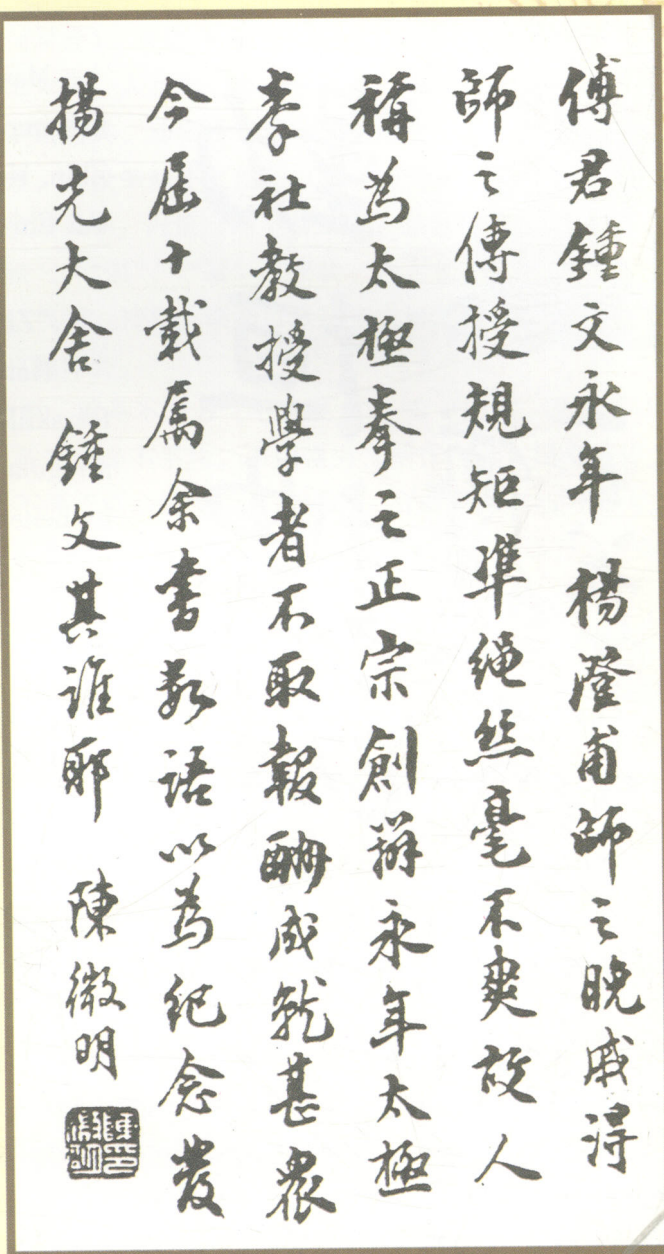 傅君鍾文永年 楊澄甫師之晚戚得
師之傳授規矩準繩絲毫不爽故人
稱為太極拳之正宗創辦永年太極
拳社教授學者不取報酬成就甚眾
今屆十載属余書數語以為紀念發
揚光大舍 鍾文其誰耶 陳微明